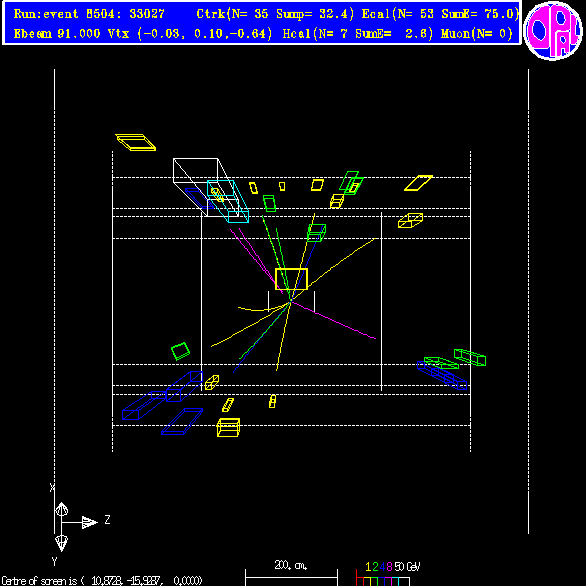 Run:event 8504: 33027 Ctrk(N= 35 Sump= 32.4) Ecal(N= 53 SumE= 75.0)
Ebeam 91.000 Vtx (-0.03, 0.10,-0.64) Hcal(N= 7 SumE= 2.6) Muon(N= 0)
OPAL
X
Z
Y
200. cm.
1 2 4 8 50 GeV
Centre of screen is ( 10.8728, -15.9287, 0.0000)